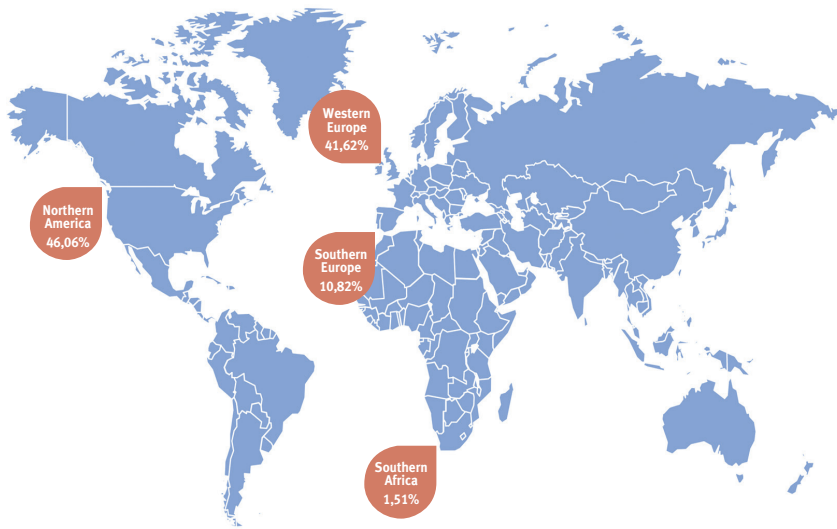 Western
Europe
41,62%
Northern
America
46,06%
Southern
Europe
10,82%
Southern
Africa
1,51%